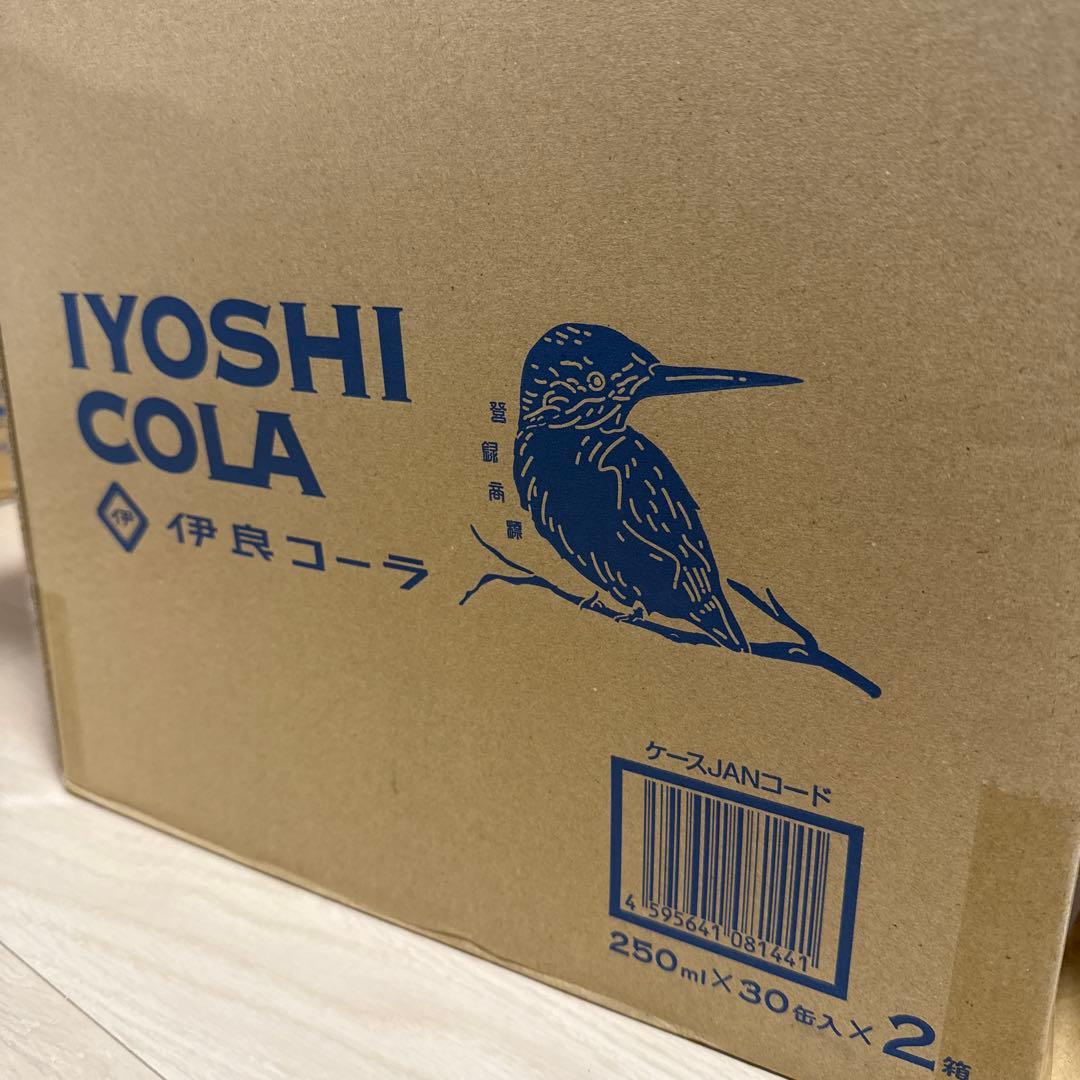 IYOSHI
COLA
伊
伊良コーラ
登録商標
ケースJANコード
4 595641 081441
250ml×30缶入×2箱